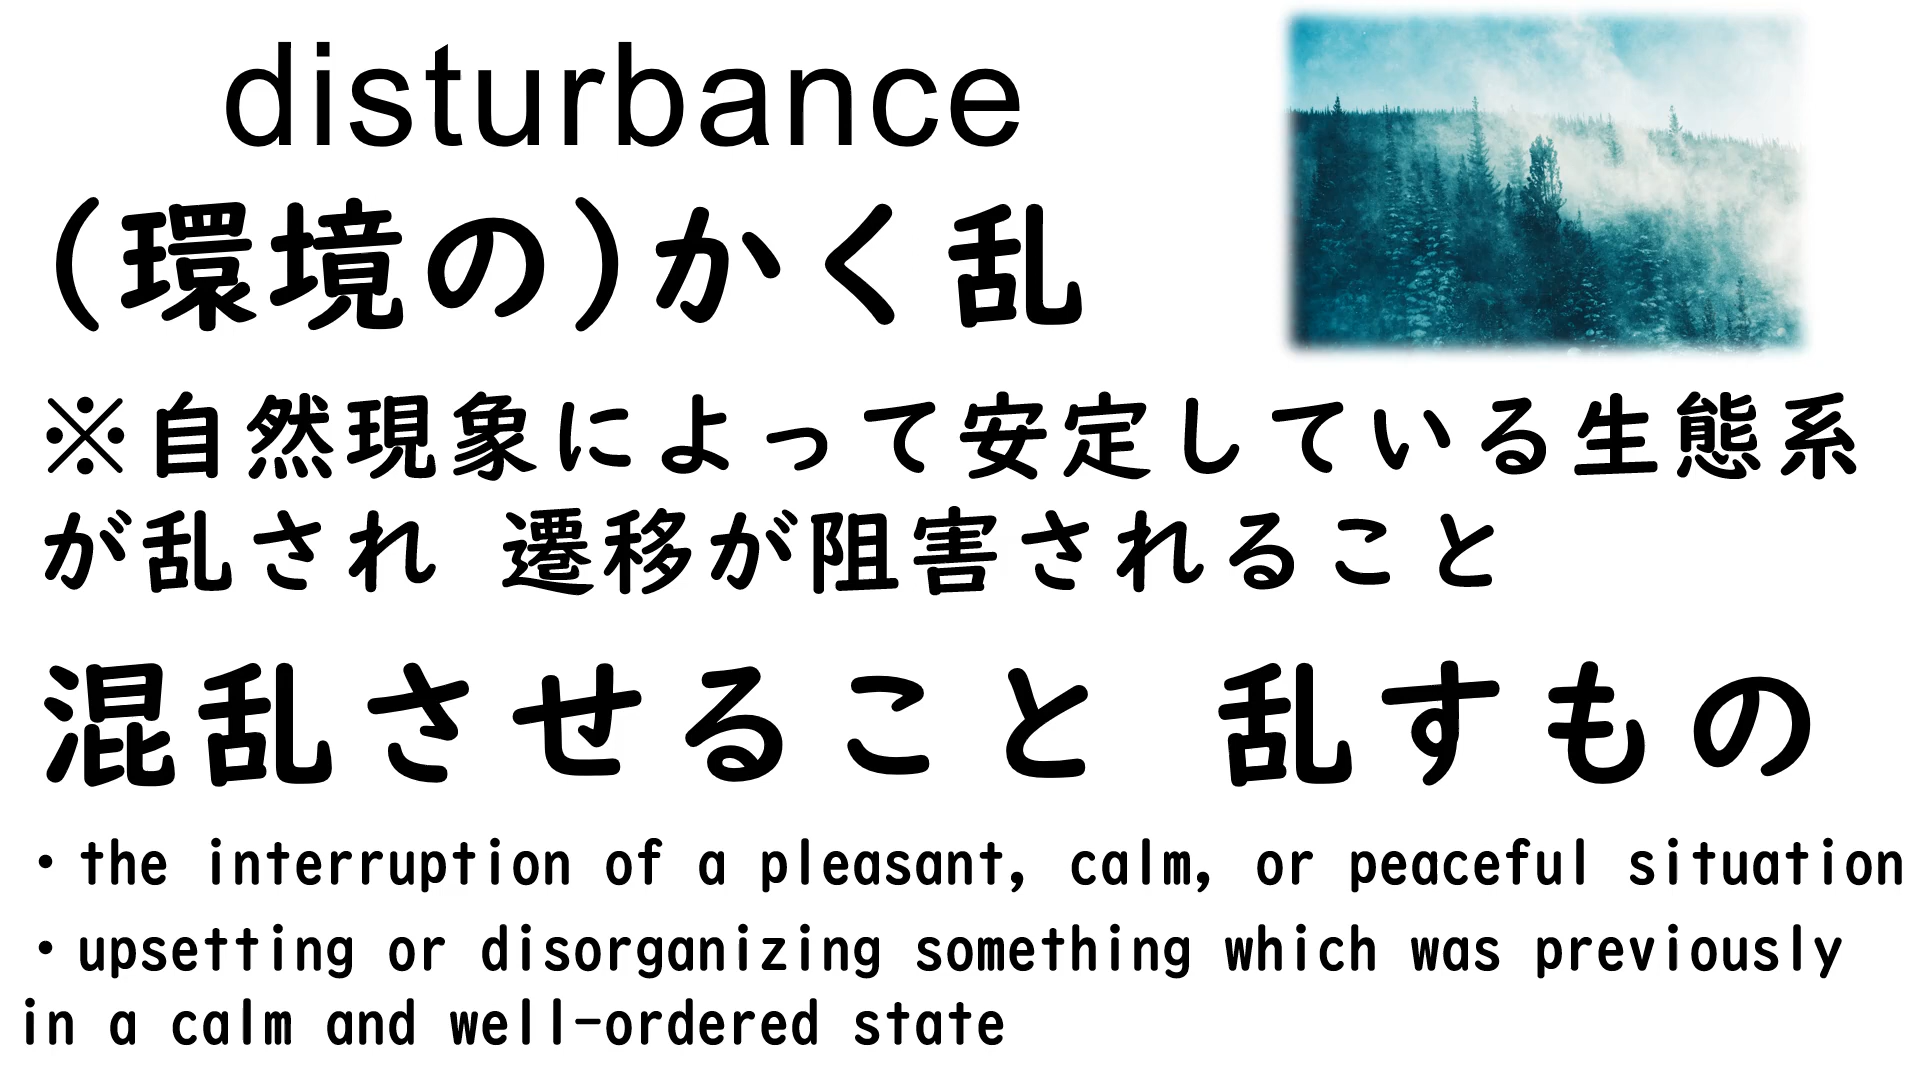 disturbance
(環境の)かく乱
※自然現象によって安定している生態系
が乱され 遷移が阻害されること
混乱させること 乱すもの
・the interruption of a pleasant, calm, or peaceful situation
・upsetting or disorganizing something which was previously
in a calm and well-ordered state